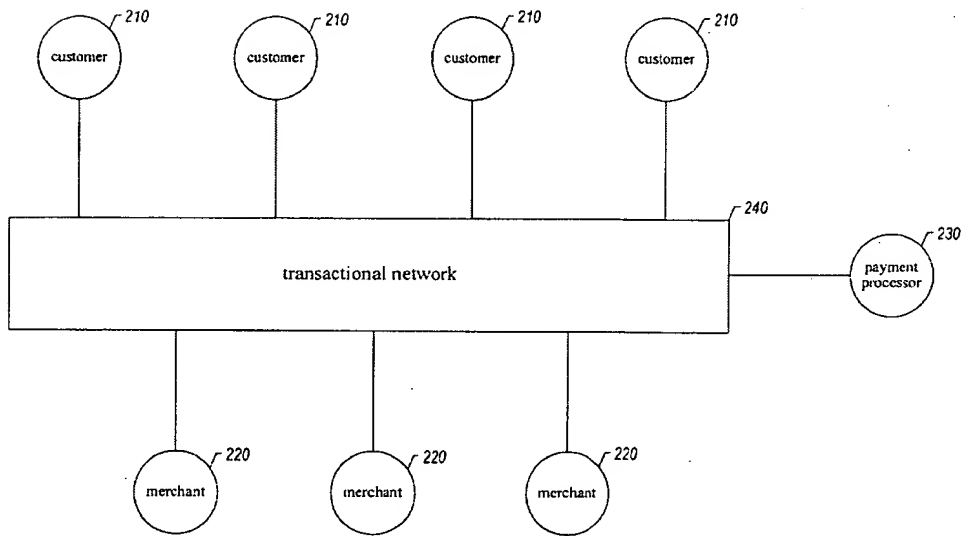 210 210 210 210
customer customer customer customer
240
230
transactional network
payment
processor
220 220 220
merchant merchant merchant